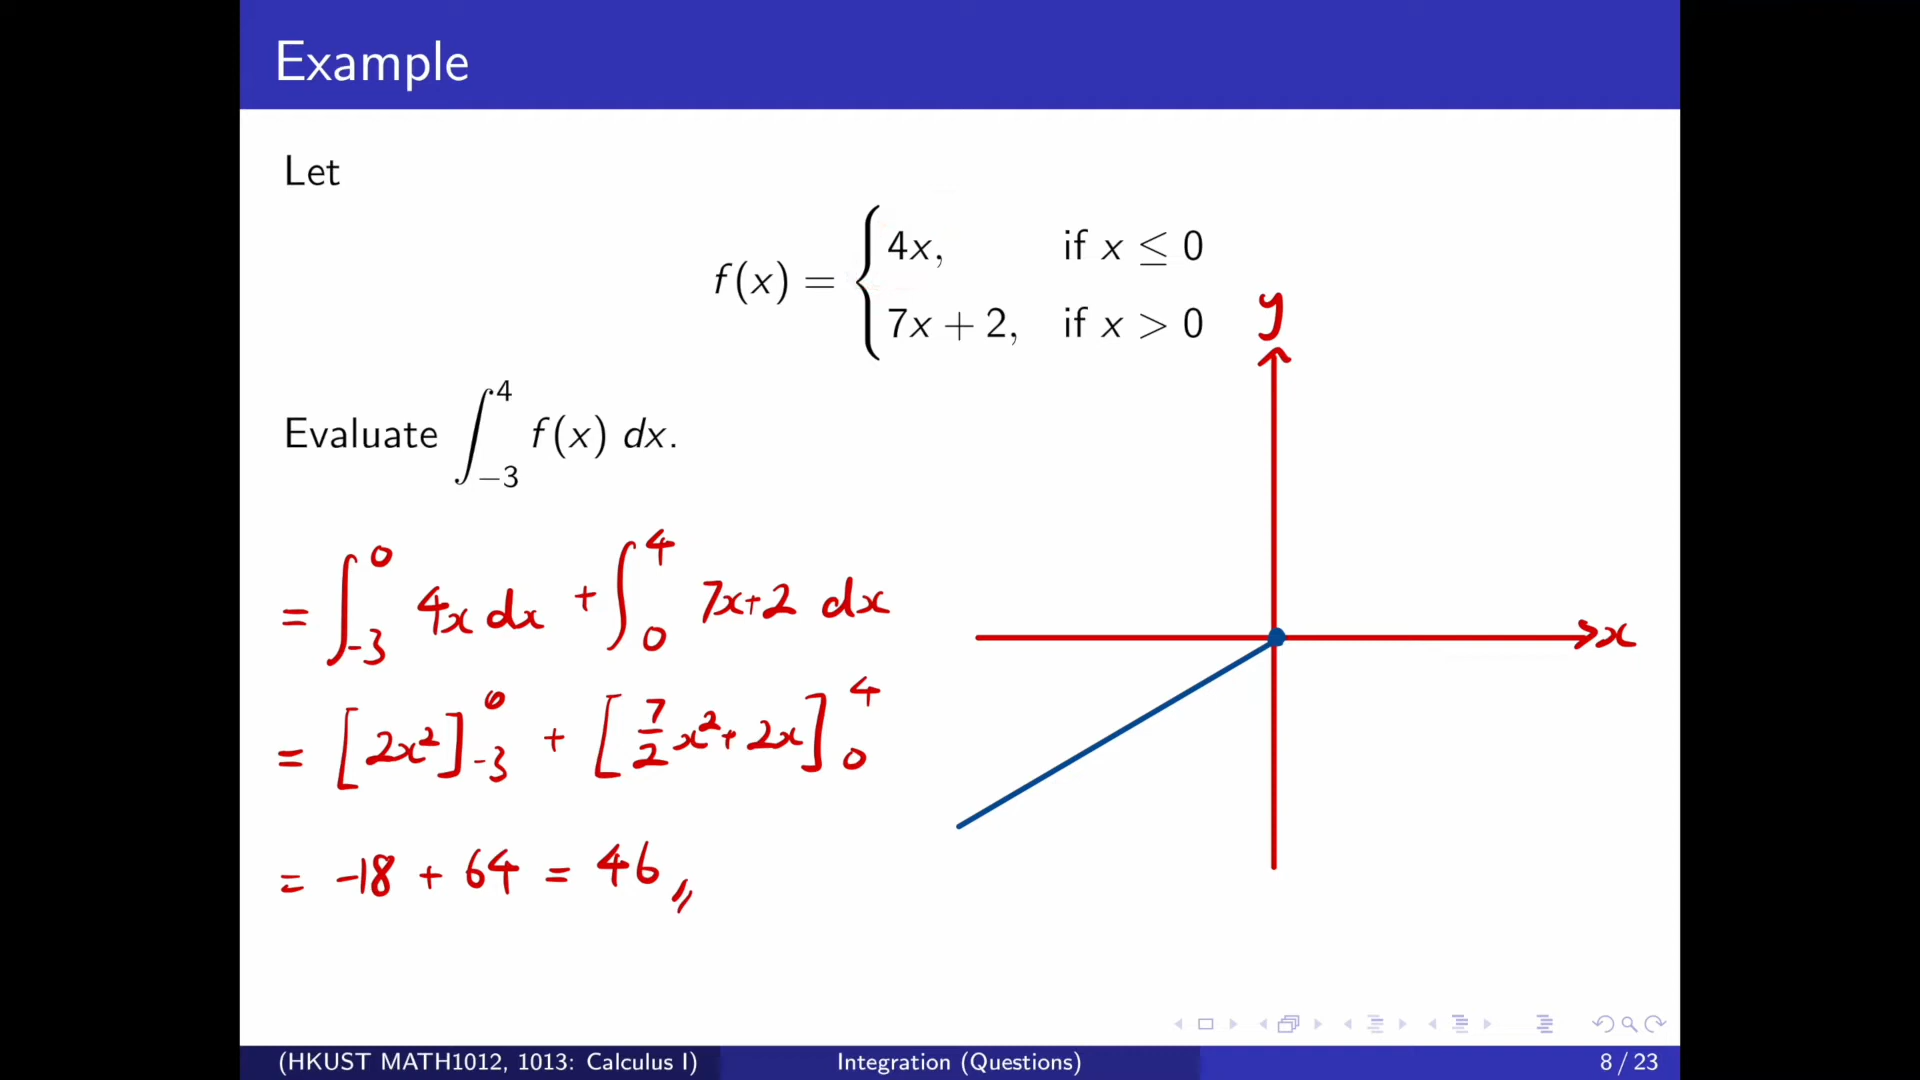 Example
Let
f(x) = { 4x, if x ≤ 0
7x + 2, if x > 0
Evaluate ∫_{−3}^{4} f(x) dx.
= ∫_{-3}^{0} 4x dx + ∫_{0}^{4} 7x+2 dx
= [2x²]_{-3}^{0} + [7/2 x² + 2x]_{0}^{4}
= -18 + 64 = 46 //
y
x
(HKUST MATH1012, 1013: Calculus I) Integration (Questions) 8 / 23